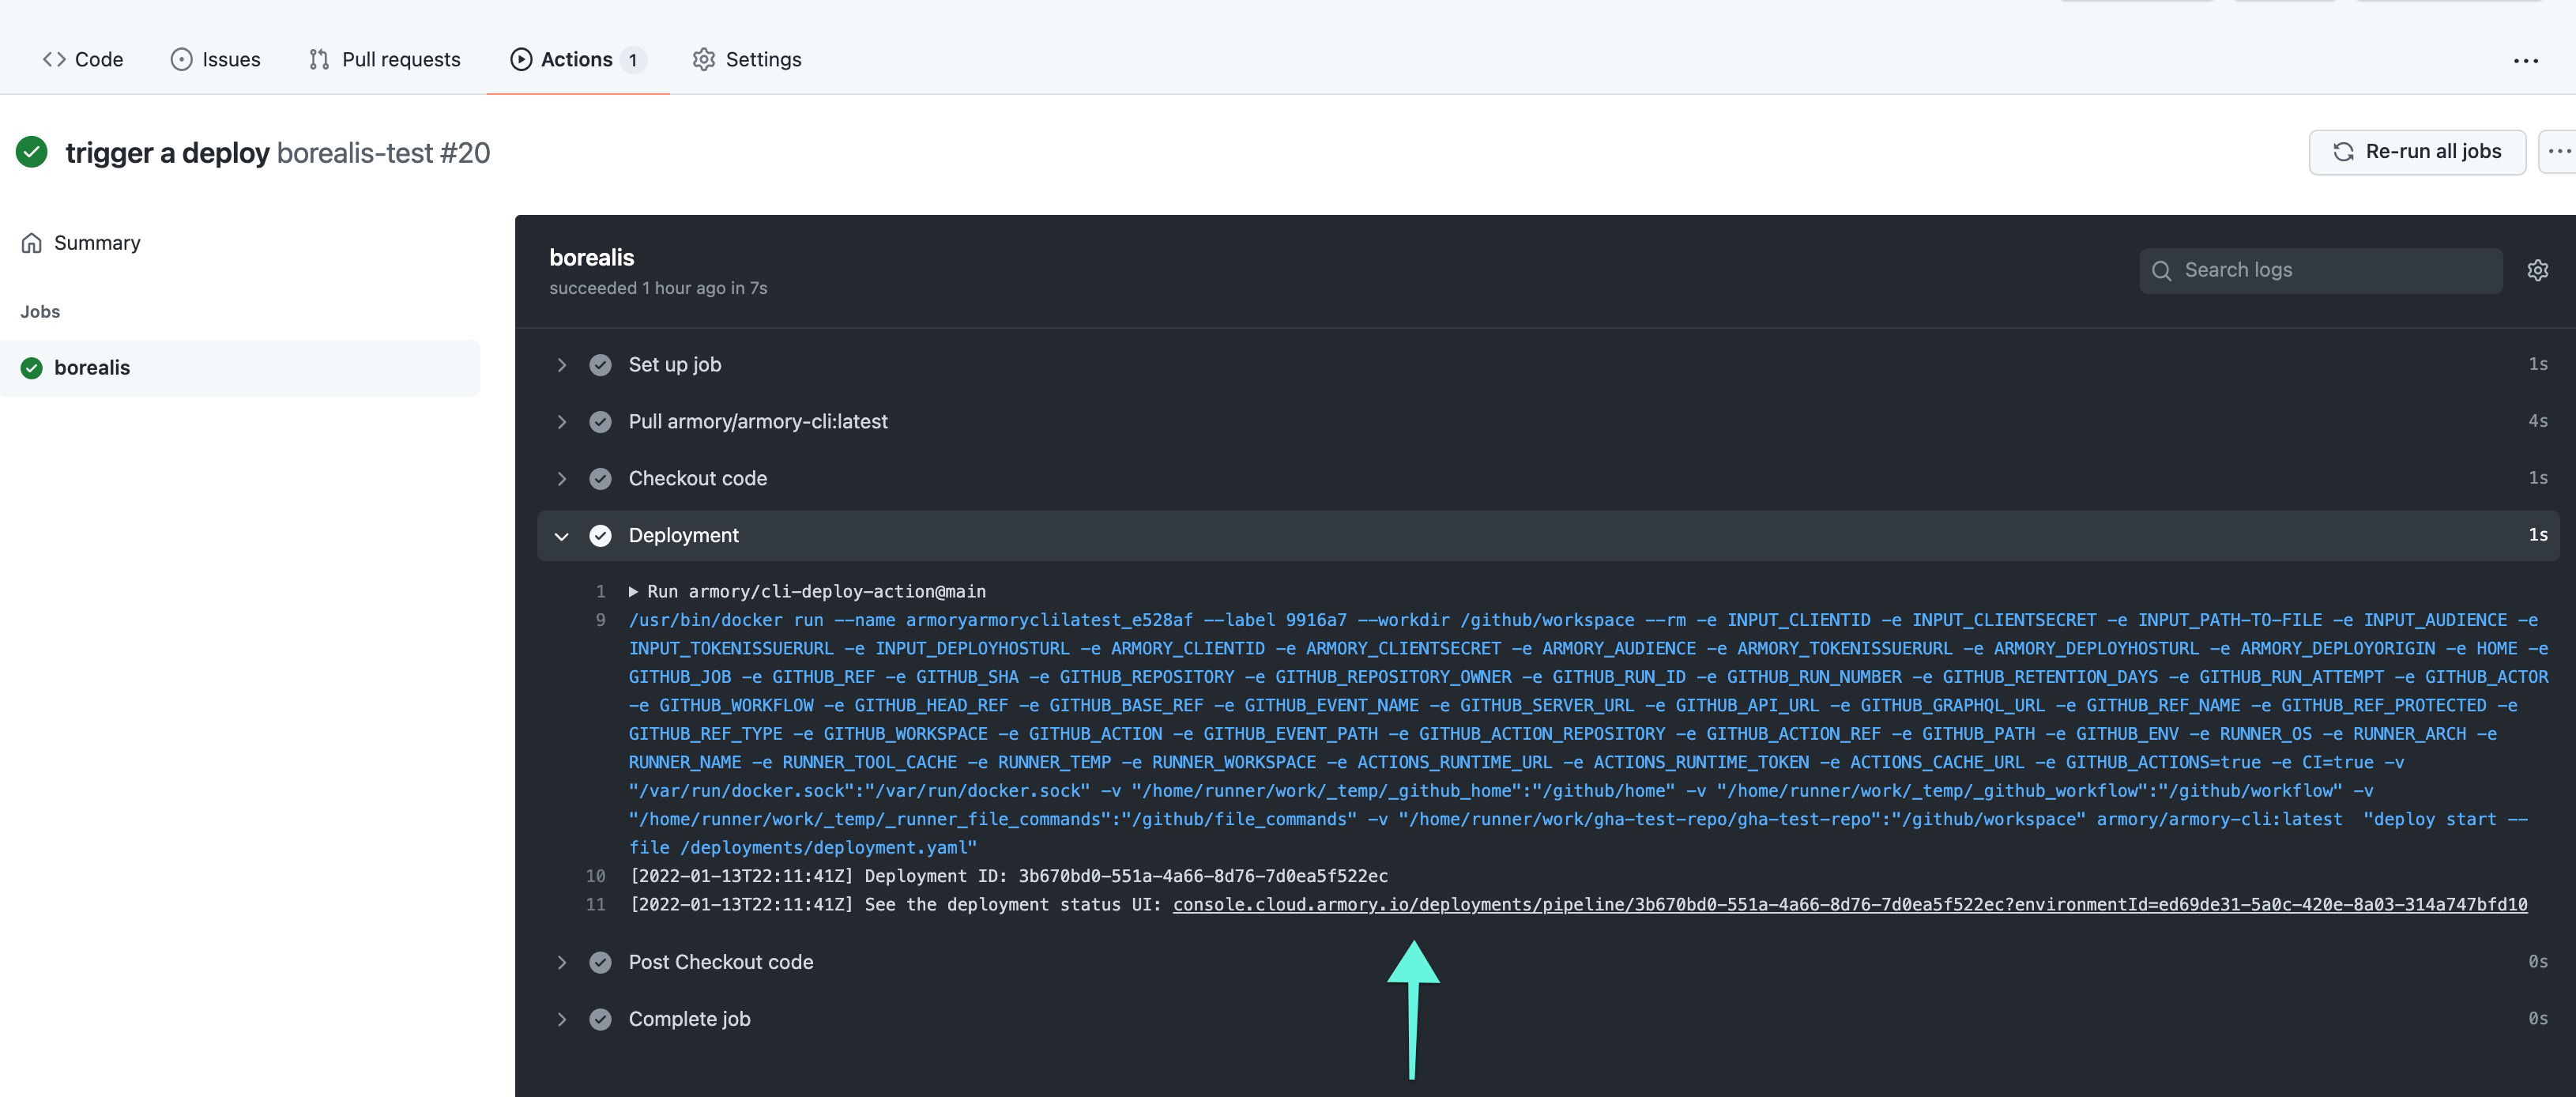 Code Issues Pull requests Actions 1 Settings
trigger a deploy borealis-test #20
Re-run all jobs
Summary
Jobs
borealis
borealis
succeeded 1 hour ago in 7s
Search logs
Set up job 1s
Pull armory/armory-cli:latest 4s
Checkout code 1s
Deployment 1s
1 Run armory/cli-deploy-action@main
9 /usr/bin/docker run --name armoryarmoryclilatest_e528af --label 9916a7 --workdir /github/workspace --rm -e INPUT_CLIENTID -e INPUT_CLIENTSECRET -e INPUT_PATH-TO-FILE -e INPUT_AUDIENCE -e
INPUT_TOKENISSUERURL -e INPUT_DEPLOYHOSTURL -e ARMORY_CLIENTID -e ARMORY_CLIENTSECRET -e ARMORY_AUDIENCE -e ARMORY_TOKENISSUERURL -e ARMORY_DEPLOYHOSTURL -e ARMORY_DEPLOYORIGIN -e HOME -e
GITHUB_JOB -e GITHUB_REF -e GITHUB_SHA -e GITHUB_REPOSITORY -e GITHUB_REPOSITORY_OWNER -e GITHUB_RUN_ID -e GITHUB_RUN_NUMBER -e GITHUB_RETENTION_DAYS -e GITHUB_RUN_ATTEMPT -e GITHUB_ACTOR
-e GITHUB_WORKFLOW -e GITHUB_HEAD_REF -e GITHUB_BASE_REF -e GITHUB_EVENT_NAME -e GITHUB_SERVER_URL -e GITHUB_API_URL -e GITHUB_GRAPHQL_URL -e GITHUB_REF_NAME -e GITHUB_REF_PROTECTED -e
GITHUB_REF_TYPE -e GITHUB_WORKSPACE -e GITHUB_ACTION -e GITHUB_EVENT_PATH -e GITHUB_ACTION_REPOSITORY -e GITHUB_ACTION_REF -e GITHUB_PATH -e GITHUB_ENV -e RUNNER_OS -e RUNNER_ARCH -e
RUNNER_NAME -e RUNNER_TOOL_CACHE -e RUNNER_TEMP -e RUNNER_WORKSPACE -e ACTIONS_RUNTIME_URL -e ACTIONS_RUNTIME_TOKEN -e ACTIONS_CACHE_URL -e GITHUB_ACTIONS=true -e CI=true -v
"/var/run/docker.sock":"/var/run/docker.sock" -v "/home/runner/work/_temp/_github_home":"/github/home" -v "/home/runner/work/_temp/_github_workflow":"/github/workflow" -v
"/home/runner/work/_temp/_runner_file_commands":"/github/file_commands" -v "/home/runner/work/gha-test-repo/gha-test-repo":"/github/workspace" armory/armory-cli:latest  "deploy start --
file /deployments/deployment.yaml"
10 [2022-01-13T22:11:41Z] Deployment ID: 3b670bd0-551a-4a66-8d76-7d0ea5f522ec
11 [2022-01-13T22:11:41Z] See the deployment status UI: console.cloud.armory.io/deployments/pipeline/3b670bd0-551a-4a66-8d76-7d0ea5f522ec?environmentId=ed69de31-5a0c-420e-8a03-314a747bfd10
Post Checkout code 0s
Complete job 0s